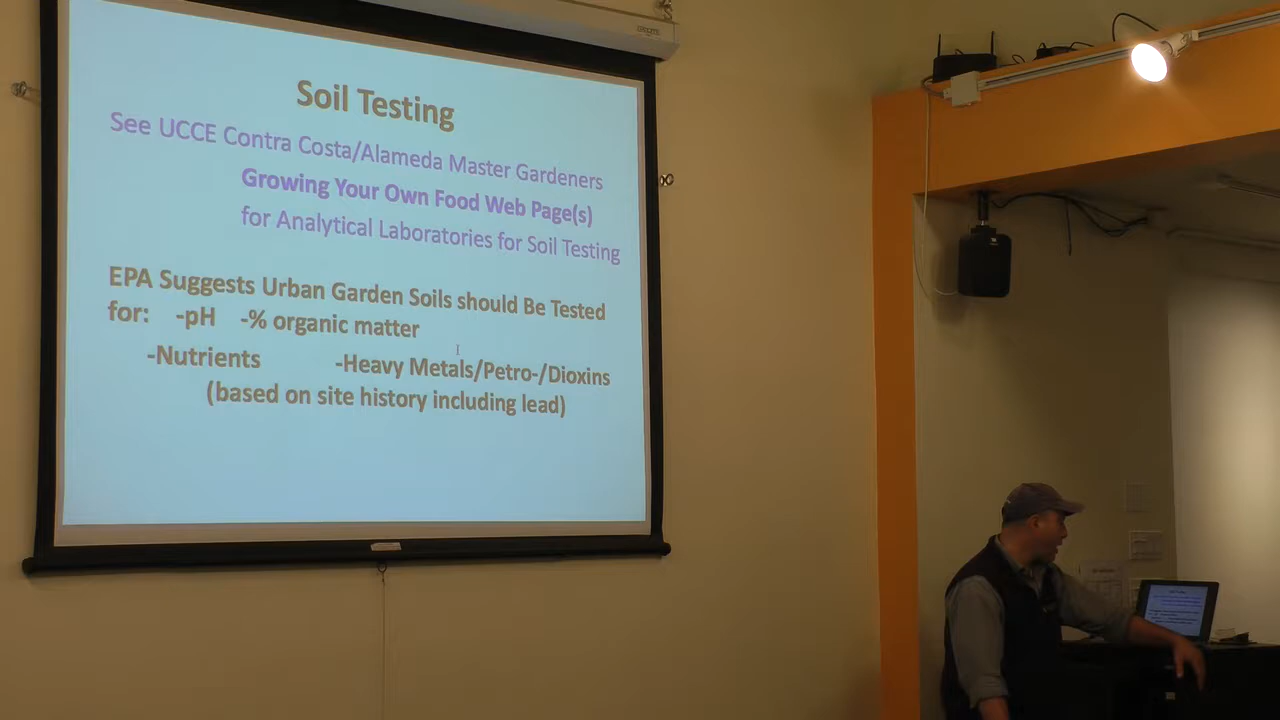 Soil Testing
See UCCE Contra Costa/Alameda Master Gardeners
Growing Your Own Food Web Page(s)
for Analytical Laboratories for Soil Testing
EPA Suggests Urban Garden Soils should Be Tested
for: -pH -% organic matter
-Nutrients -Heavy Metals/Petro-/Dioxins
(based on site history including lead)